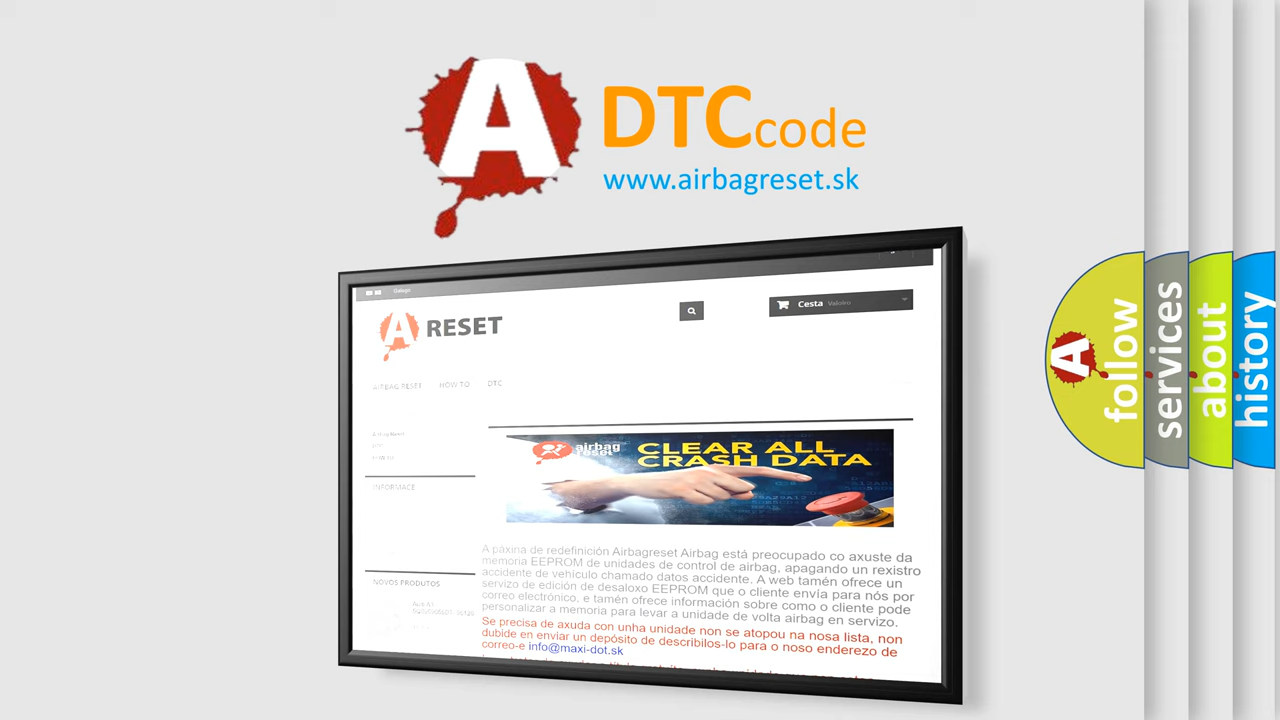 A DTCcode
www.airbagreset.sk
Galego
A RESET
Cesta Valeiro
AIRBAG RESET HOW TO DTC
INFORMACE
NOVOS PRODUTOS
airbag
reset
CLEAR ALL
CRASH DATA
A páxina de redefinición Airbagreset Airbag está preocupado co axuste da
memoria EEPROM de unidades de control de airbag, apagando un rexistro
accidente de vehículo chamado datos accidente. A web tamén ofrece un
servizo de edición de desaloxo EEPROM que o cliente envía para nós por
correo electrónico, e tamén ofrece información sobre como o cliente pode
personalizar a memoria para levar a unidade de volta airbag en servizo.
Se precisa de axuda con unha unidade non se atopou na nosa lista, non
dubide en enviar un depósito de describilos-lo para o noso enderezo de
correo-e info@maxi-dot.sk
A
follow
services
about
history